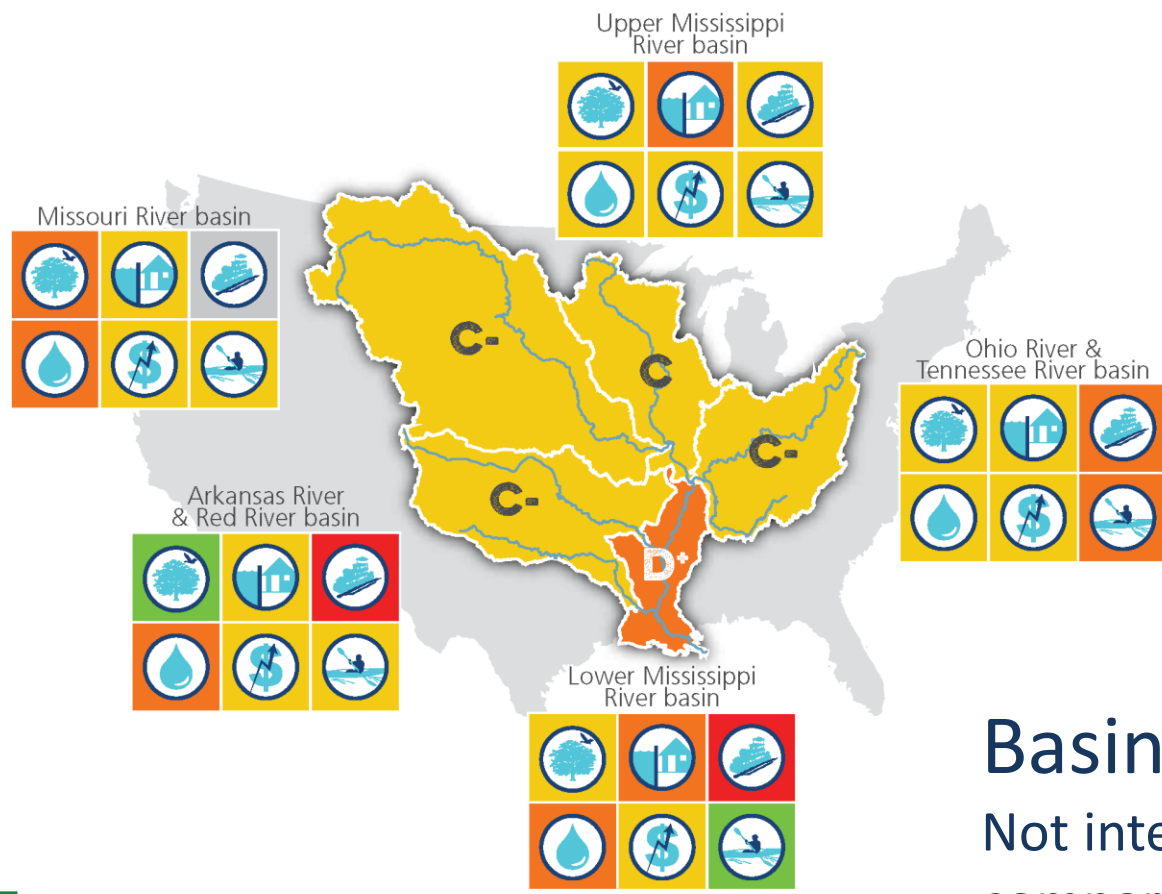 Upper Mississippi
River basin
Missouri River basin
C-
C
Ohio River &
Tennessee River basin
C-
Arkansas River
& Red River basin
C-
D+
Lower Mississippi
River basin
Basin
Not inte